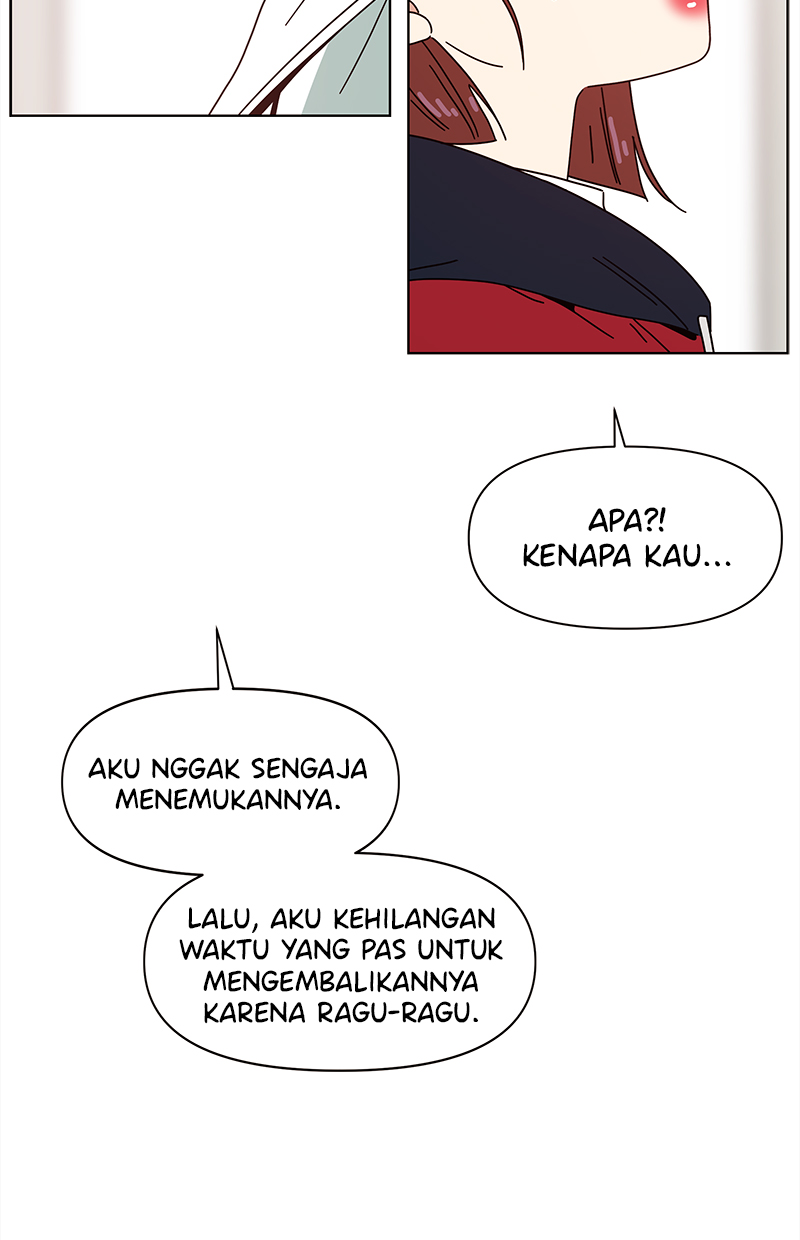 APA?!
KENAPA KAU...
AKU NGGAK SENGAJA
MENEMUKANNYA.
LALU, AKU KEHILANGAN
WAKTU YANG PAS UNTUK
MENGEMBALIKANNYA
KARENA RAGU-RAGU.